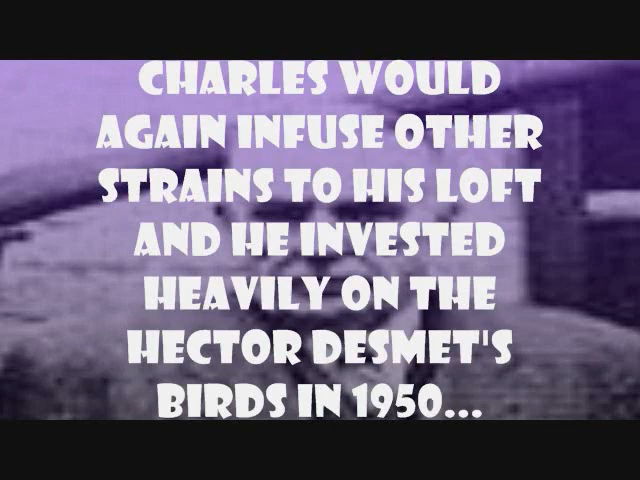 CHARLES WOULD
AGAIN INFUSE OTHER
STRAINS TO HIS LOFT
AND HE INVESTED
HEAVILY ON THE
HECTOR DESMET'S
BIRDS IN 1950...